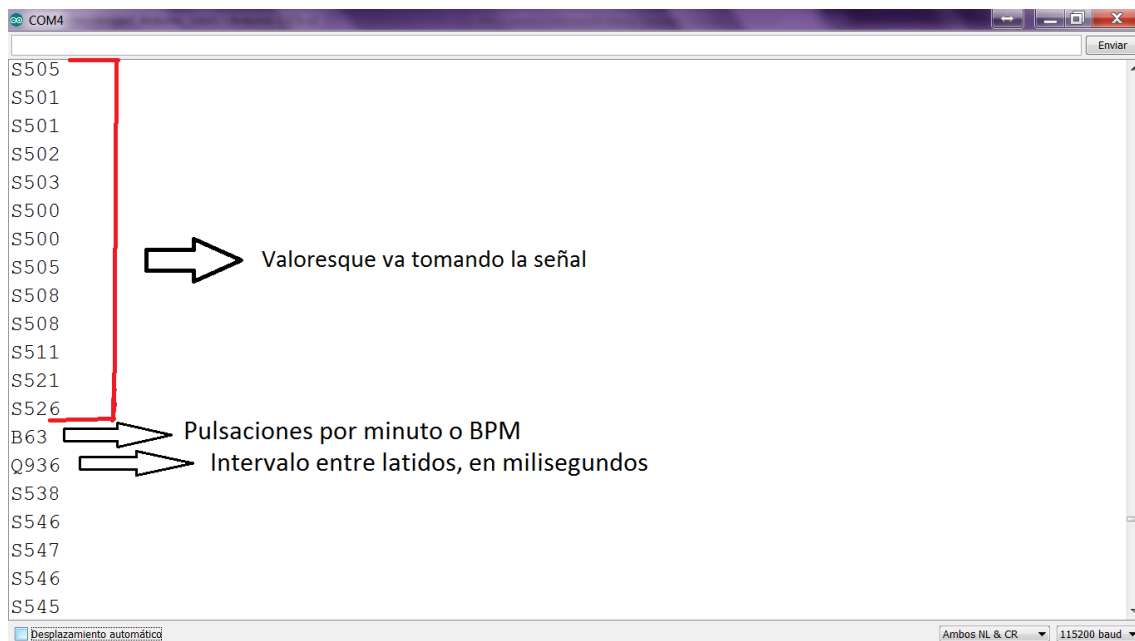 COM4
Enviar
S505
S501
S501
S502
S503
S500
S500
Valoresque va tomando la señal
S505
S508
S508
S511
S521
S526
B63 Pulsaciones por minuto o BPM
Q936 Intervalo entre latidos, en milisegundos
S538
S546
S547
S546
S545
Desplazamiento automático Ambos NL & CR 115200 baud